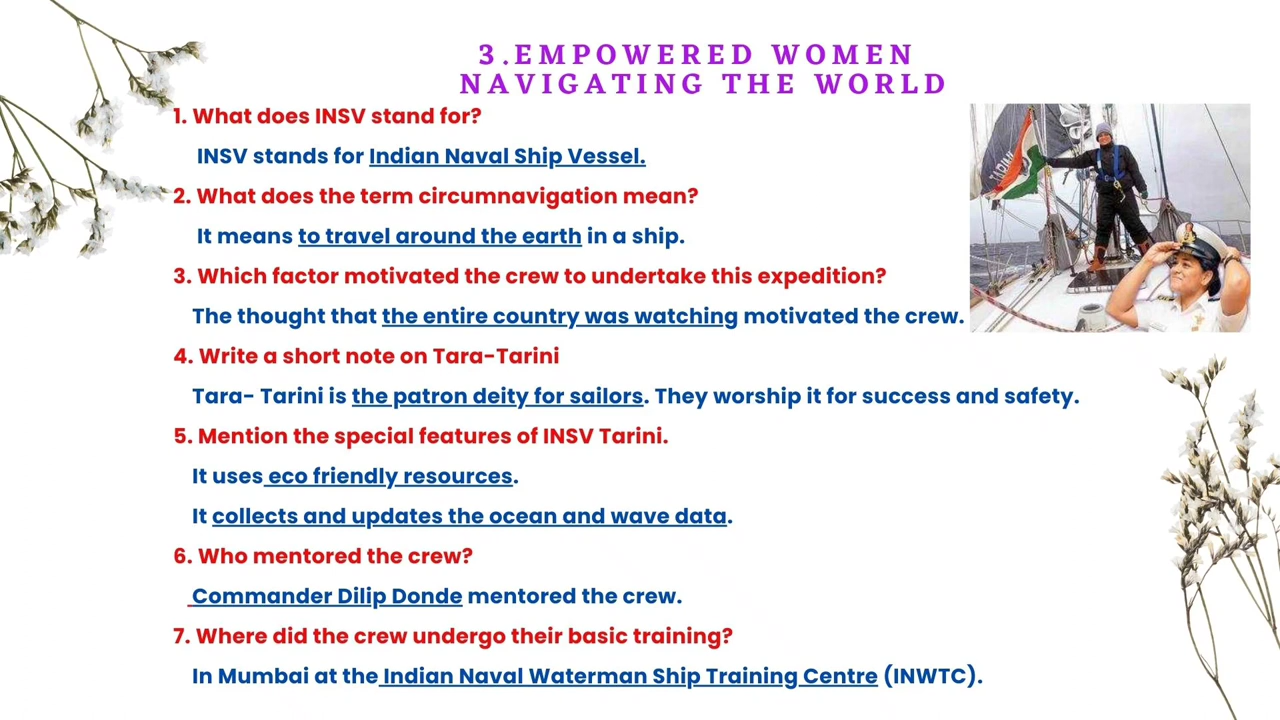 3.EMPOWERED WOMEN
NAVIGATING THE WORLD
1. What does INSV stand for?
INSV stands for Indian Naval Ship Vessel.
2. What does the term circumnavigation mean?
It means to travel around the earth in a ship.
3. Which factor motivated the crew to undertake this expedition?
The thought that the entire country was watching motivated the crew.
4. Write a short note on Tara-Tarini
Tara- Tarini is the patron deity for sailors. They worship it for success and safety.
5. Mention the special features of INSV Tarini.
It uses eco friendly resources.
It collects and updates the ocean and wave data.
6. Who mentored the crew?
Commander Dilip Donde mentored the crew.
7. Where did the crew undergo their basic training?
In Mumbai at the Indian Naval Waterman Ship Training Centre (INWTC).